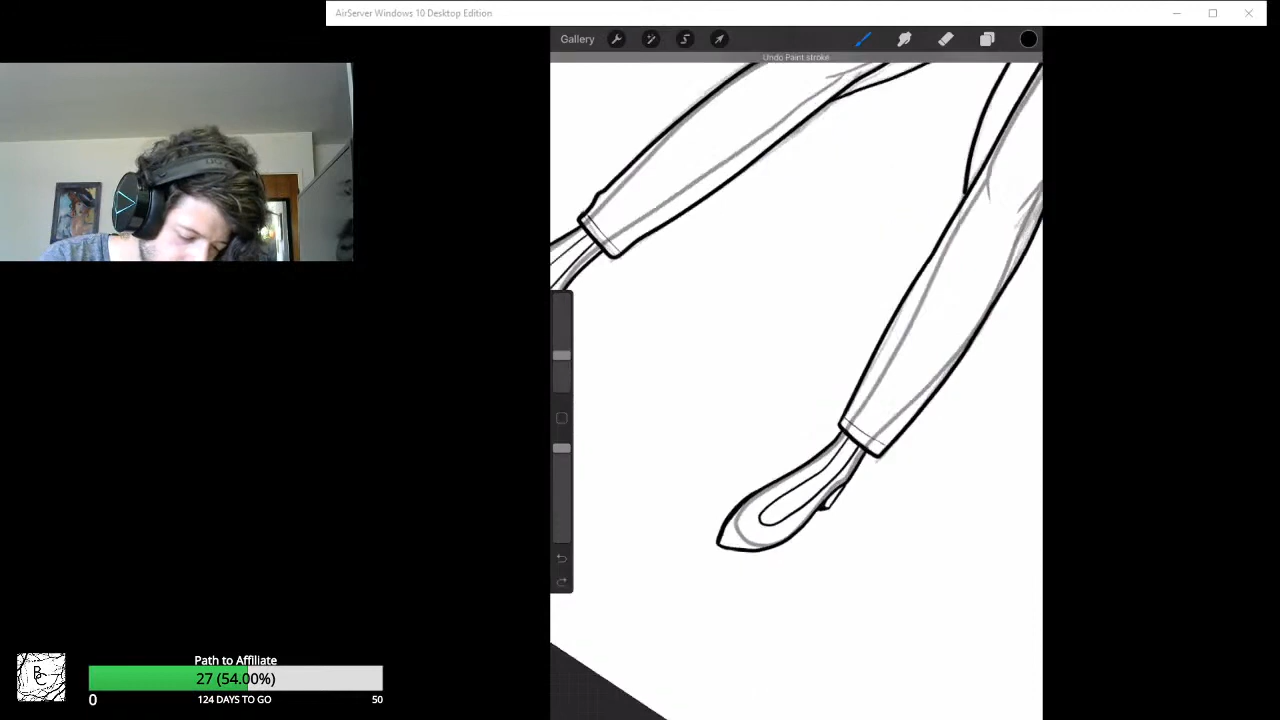 AirServer Windows 10 Desktop Edition
Gallery
Undo Paint stroke
Path to Affiliate
27 (54.00%)
0 124 DAYS TO GO 50